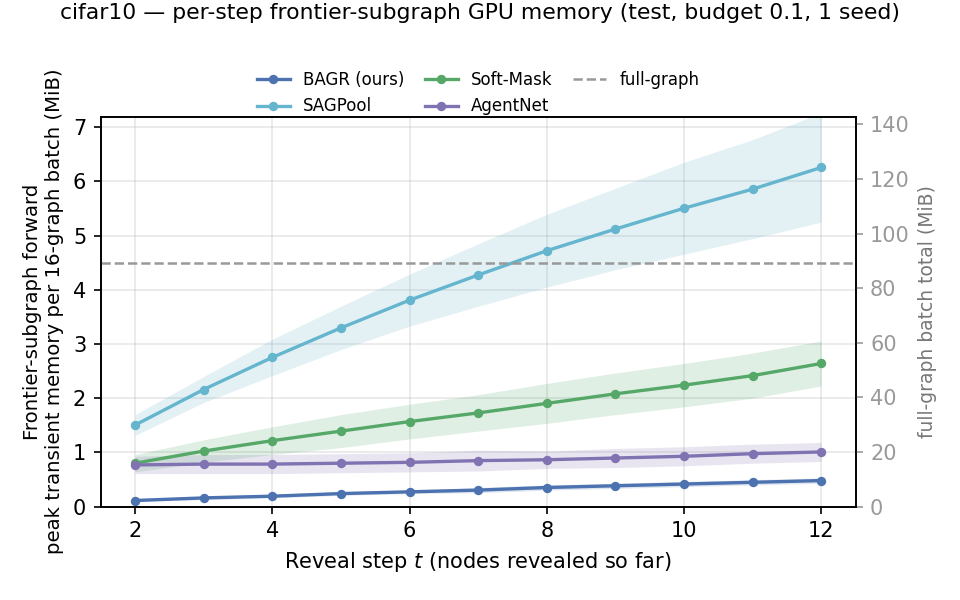 cifar10 — per-step frontier-subgraph GPU memory (test, budget 0.1, 1 seed)
BAGR (ours)
SAGPool
Soft-Mask
AgentNet
full-graph
Frontier-subgraph forward
peak transient memory per 16-graph batch (MiB)
7
6
5
4
3
2
1
0
140
120
100
80
60
40
20
0
full-graph batch total (MiB)
2 4 6 8 10 12
Reveal step t (nodes revealed so far)